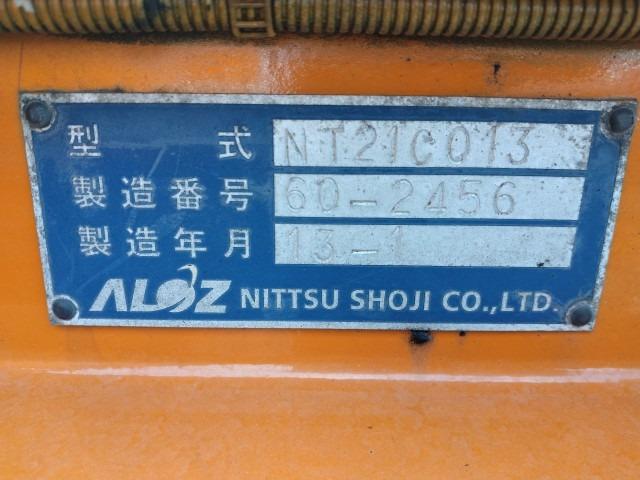 型 式 NT21C013
製造番号 60-2456
製造年月 13-1
ALOZ NITTSU SHOJI CO.,LTD.